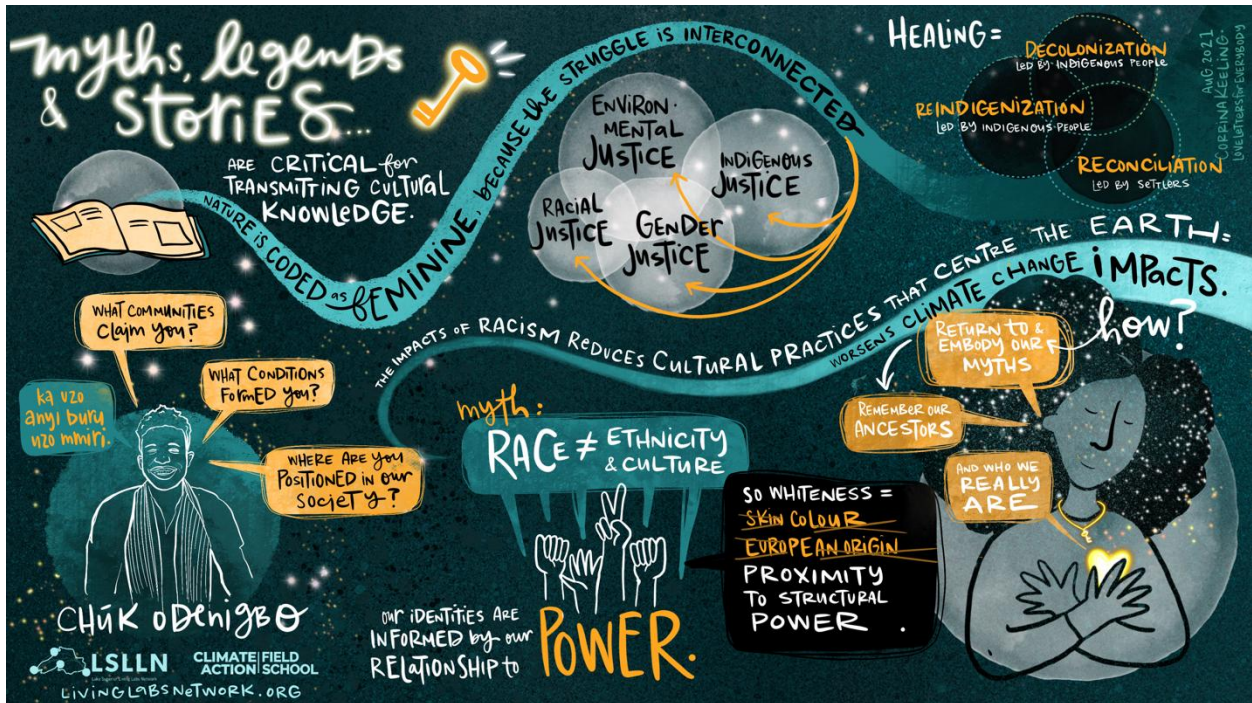 myths, legends
& STORIES...
ARE CRITICAL for
TRANSMITTING CULTURAL
KNOWLEDGE.
NATURE IS CODED as FEMININE, because the STRUGGLE IS INTERCONNECTED
ENVIRON-
MENTAL
JUSTICE
INDIGENOUS
JUSTICE
RACIAL
JUSTICE
GENDER
JUSTICE
HEALING =
DECOLONIZATION
LED BY INDIGENOUS PEOPLE
REINDIGENIZATION
LED BY INDIGENOUS PEOPLE
RECONCILIATION
LED BY SETTLERS
AUG. 2021
CORRINA KEELING
LOVELETTERSFOREVERYBODY
THE IMPACTS OF RACISM REDUCES CULTURAL PRACTICES THAT CENTRE THE EARTH =
WORSENS CLIMATE CHANGE IMPACTS.
how?
RETURN TO &
EMBODY OUR
MYTHS
REMEMBER OUR
ANCESTORS
AND WHO WE
REALLY
ARE
WHAT COMMUNITIES
CLAIM YOU?
WHAT CONDITIONS
FORMED YOU?
ka uzo
anyi buru
uzo mmiri.
WHERE ARE YOU
POSITIONED IN OUR
SOCIETY?
CHÚK ODENIGBO
LSLLN
CLIMATE FIELD
ACTION SCHOOL
LIVINGLABSNETWORK.ORG
myth:
RACE ≠ ETHNICITY
& CULTURE
OUR IDENTITIES ARE
INFORMED by our
RELATIONSHIP to
POWER.
SO WHITENESS =
SKIN COLOUR
EUROPEAN ORIGIN
PROXIMITY
TO STRUCTURAL
POWER.